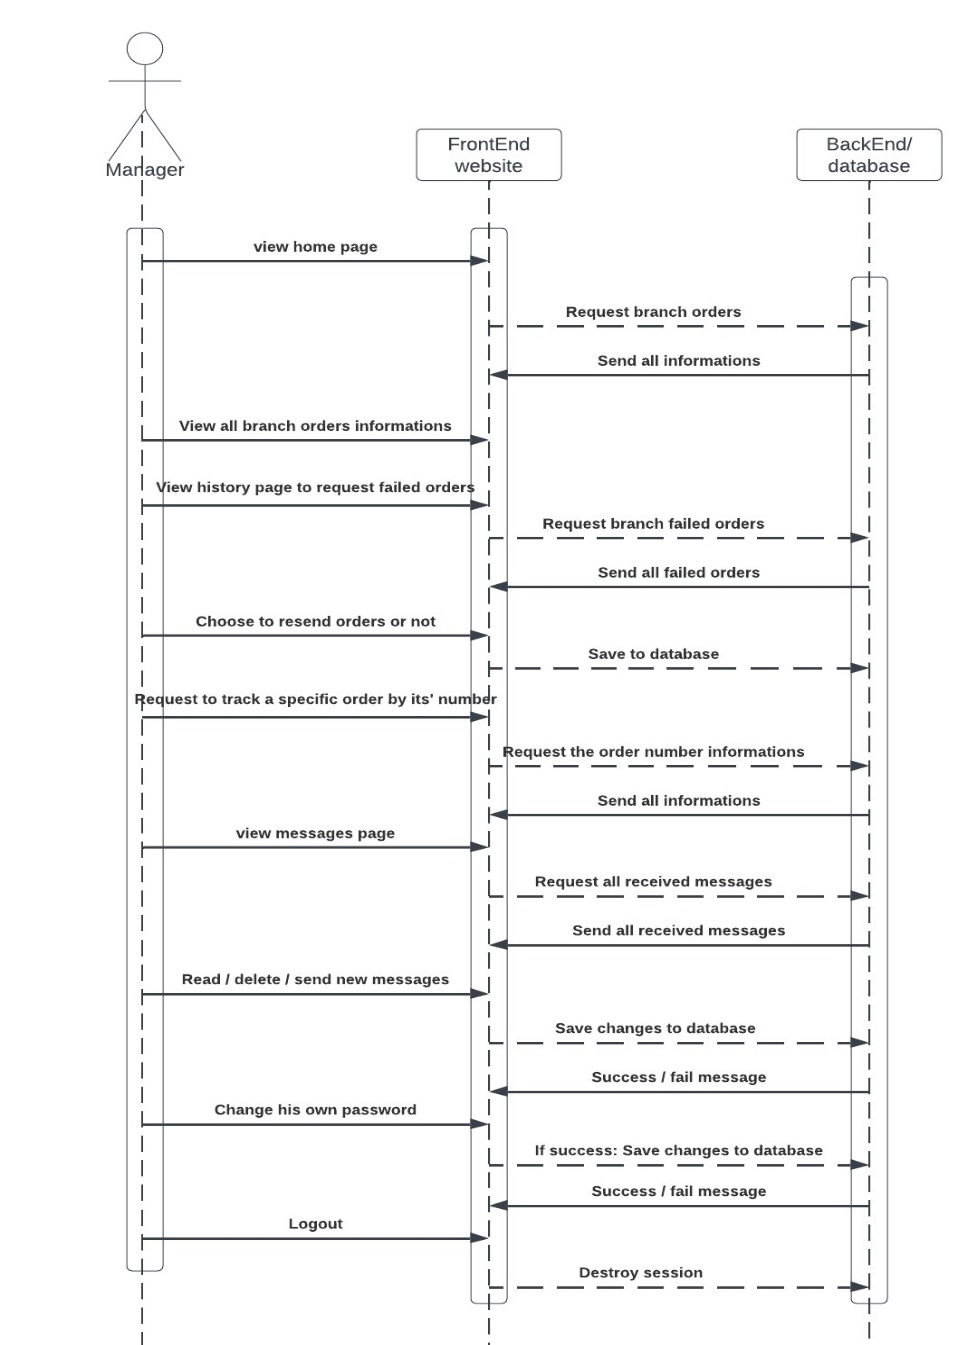 Manager
FrontEnd
website
BackEnd/
database
view home page
Request branch orders
Send all informations
View all branch orders informations
View history page to request failed orders
Request branch failed orders
Send all failed orders
Choose to resend orders or not
Save to database
Request to track a specific order by its' number
Request the order number informations
Send all informations
view messages page
Request all received messages
Send all received messages
Read / delete / send new messages
Save changes to database
Success / fail message
Change his own password
If success: Save changes to database
Success / fail message
Logout
Destroy session